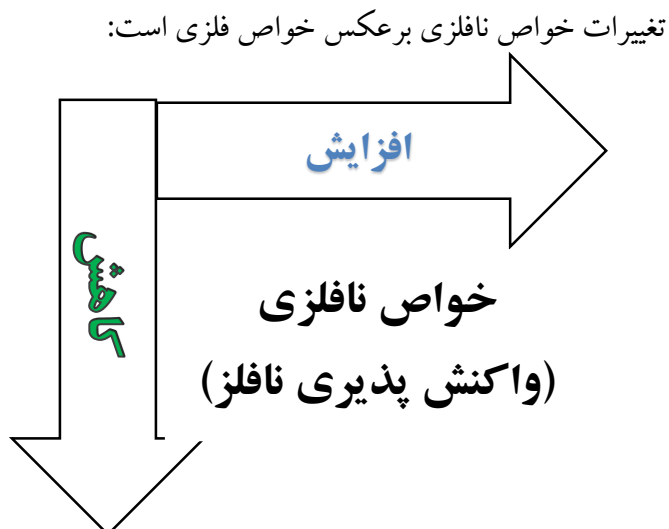 تغییرات خواص نافلزی برعکس خواص فلزی است:
افزایش
کاهش
خواص نافلزی
(واکنش پذیری نافلز)